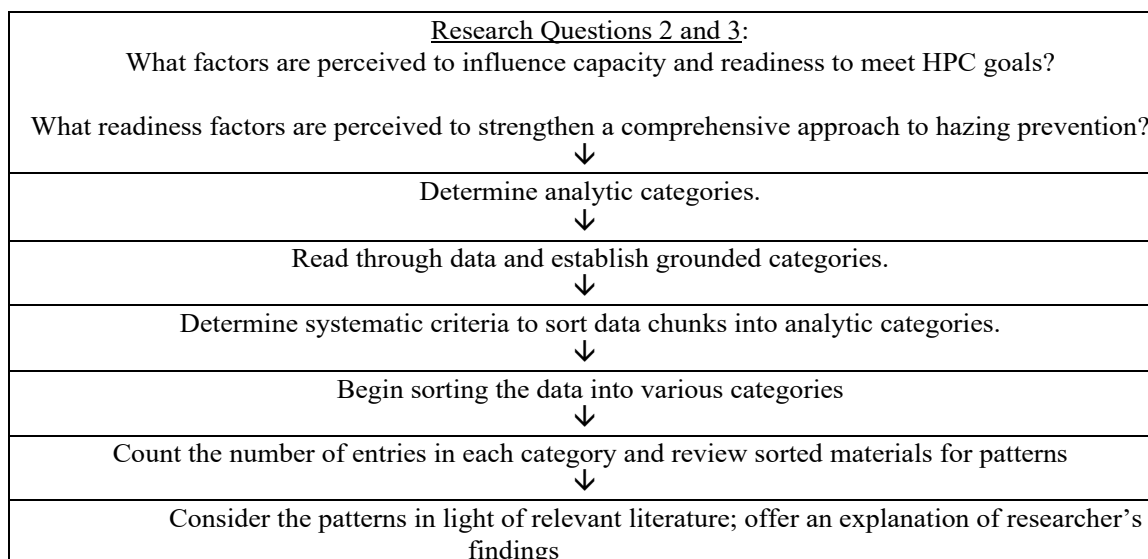 Research Questions 2 and 3:
What factors are perceived to influence capacity and readiness to meet HPC goals?
What readiness factors are perceived to strengthen a comprehensive approach to hazing prevention?
↓
Determine analytic categories.
↓
Read through data and establish grounded categories.
↓
Determine systematic criteria to sort data chunks into analytic categories.
↓
Begin sorting the data into various categories
↓
Count the number of entries in each category and review sorted materials for patterns
↓
Consider the patterns in light of relevant literature; offer an explanation of researcher’s
findings